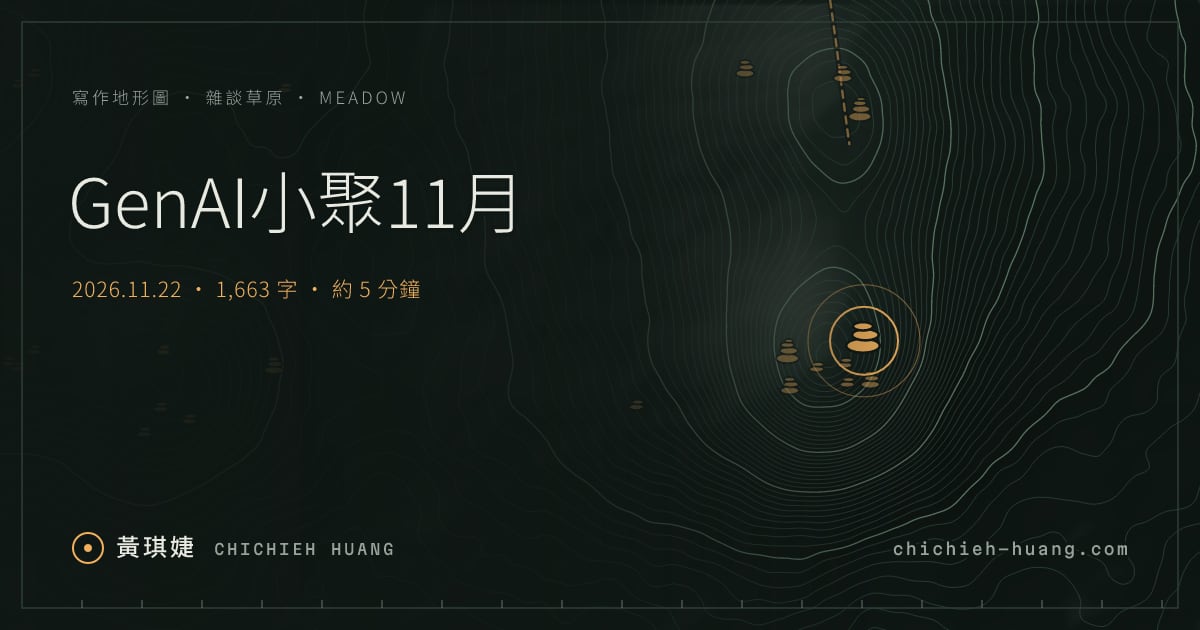 寫作地形圖 · 雜談草原 · MEADOW
GenAI小聚11月
2026.11.22 · 1,663 字 · 約 5 分鐘
黃琪婕 CHICHIEH HUANG
chichieh-huang.com